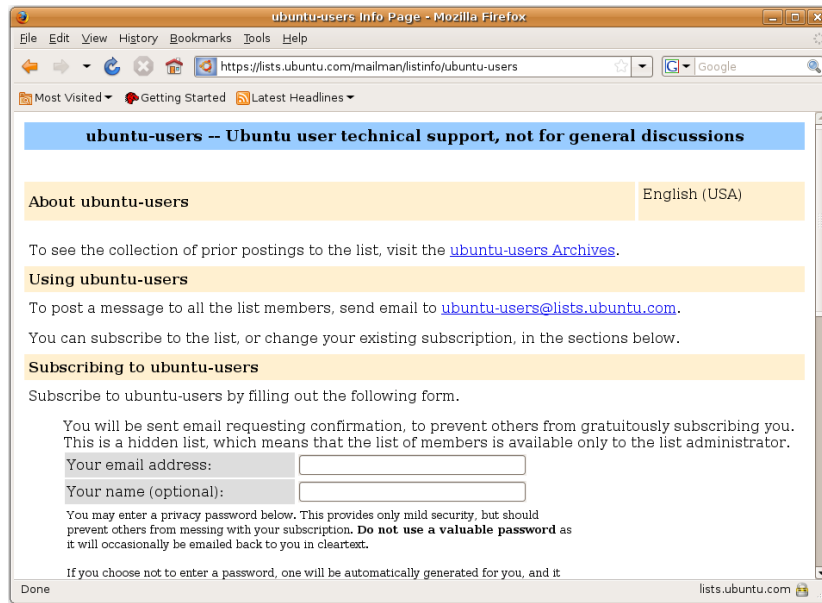 ubuntu-users Info Page - Mozilla Firefox
File Edit View History Bookmarks Tools Help
https://lists.ubuntu.com/mailman/listinfo/ubuntu-users G Google
Most Visited Getting Started Latest Headlines
ubuntu-users -- Ubuntu user technical support, not for general discussions
About ubuntu-users English (USA)
To see the collection of prior postings to the list, visit the ubuntu-users Archives.
Using ubuntu-users
To post a message to all the list members, send email to ubuntu-users@lists.ubuntu.com.
You can subscribe to the list, or change your existing subscription, in the sections below.
Subscribing to ubuntu-users
Subscribe to ubuntu-users by filling out the following form.
You will be sent email requesting confirmation, to prevent others from gratuitously subscribing you.
This is a hidden list, which means that the list of members is available only to the list administrator.
Your email address:
Your name (optional):
You may enter a privacy password below. This provides only mild security, but should
prevent others from messing with your subscription. Do not use a valuable password as
it will occasionally be emailed back to you in cleartext.
If you choose not to enter a password, one will be automatically generated for you, and it
Done lists.ubuntu.com